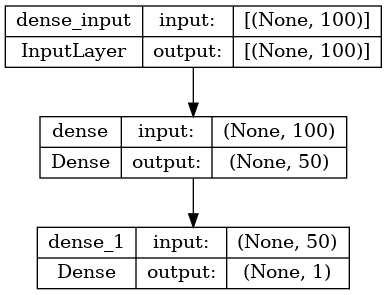 dense_input input: [(None, 100)]
InputLayer output: [(None, 100)]
dense input: (None, 100)
Dense output: (None, 50)
dense_1 input: (None, 50)
Dense output: (None, 1)